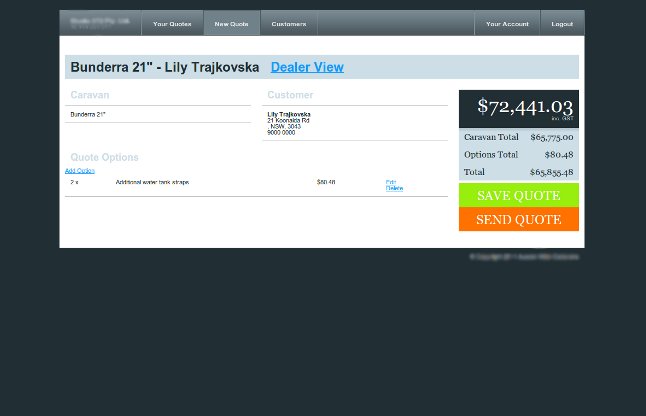 Your Quotes
New Quote
Customers
Your Account
Logout
Bunderra 21" - Lily Trajkovska Dealer View
Caravan
Bunderra 21"
Customer
Lily Trajkovska
21 Koonalda Rd
, NSW, 3043
9000 0000
$72,441.03
inc GST
Caravan Total $65,775.00
Options Total $80.48
Total $65,855.48
SAVE QUOTE
SEND QUOTE
Quote Options
Add Option
2 x Additional water tank straps $80.48 Edit
Delete